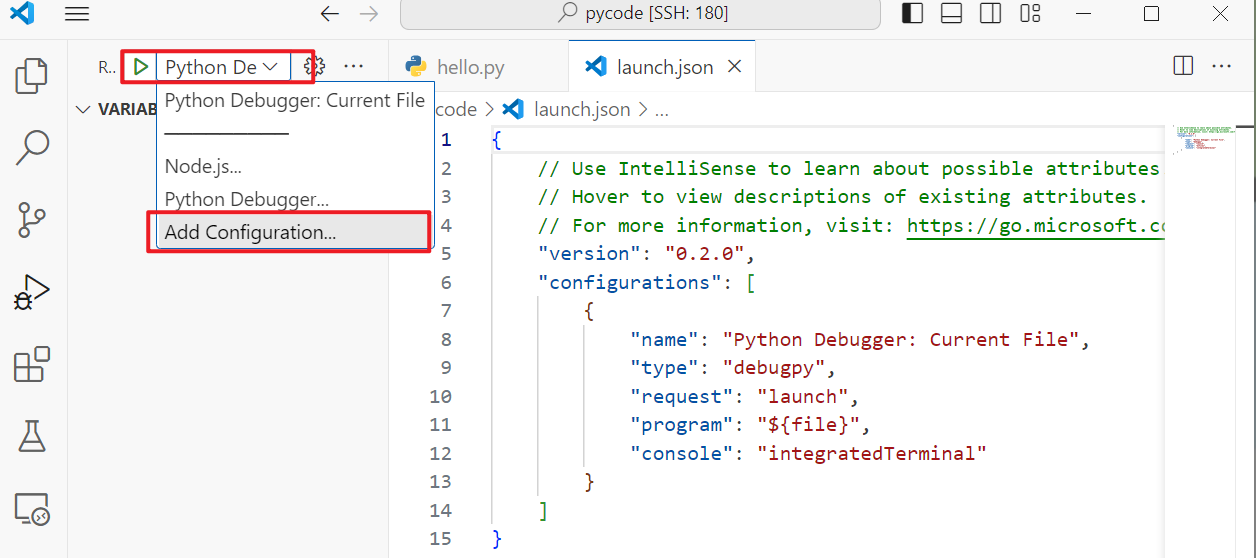 pycode [SSH: 180]
R..
Python De
hello.py
launch.json
Python Debugger: Current File
Node.js...
Python Debugger...
Add Configuration...
VARIAB
code > launch.json > ...
1 {
2 // Use IntelliSense to learn about possible attributes
3 // Hover to view descriptions of existing attributes.
4 // For more information, visit: https://go.microsoft.co
5 "version": "0.2.0",
6 "configurations": [
7 {
8 "name": "Python Debugger: Current File",
9 "type": "debugpy",
10 "request": "launch",
11 "program": "${file}",
12 "console": "integratedTerminal"
13 }
14 ]
15 }